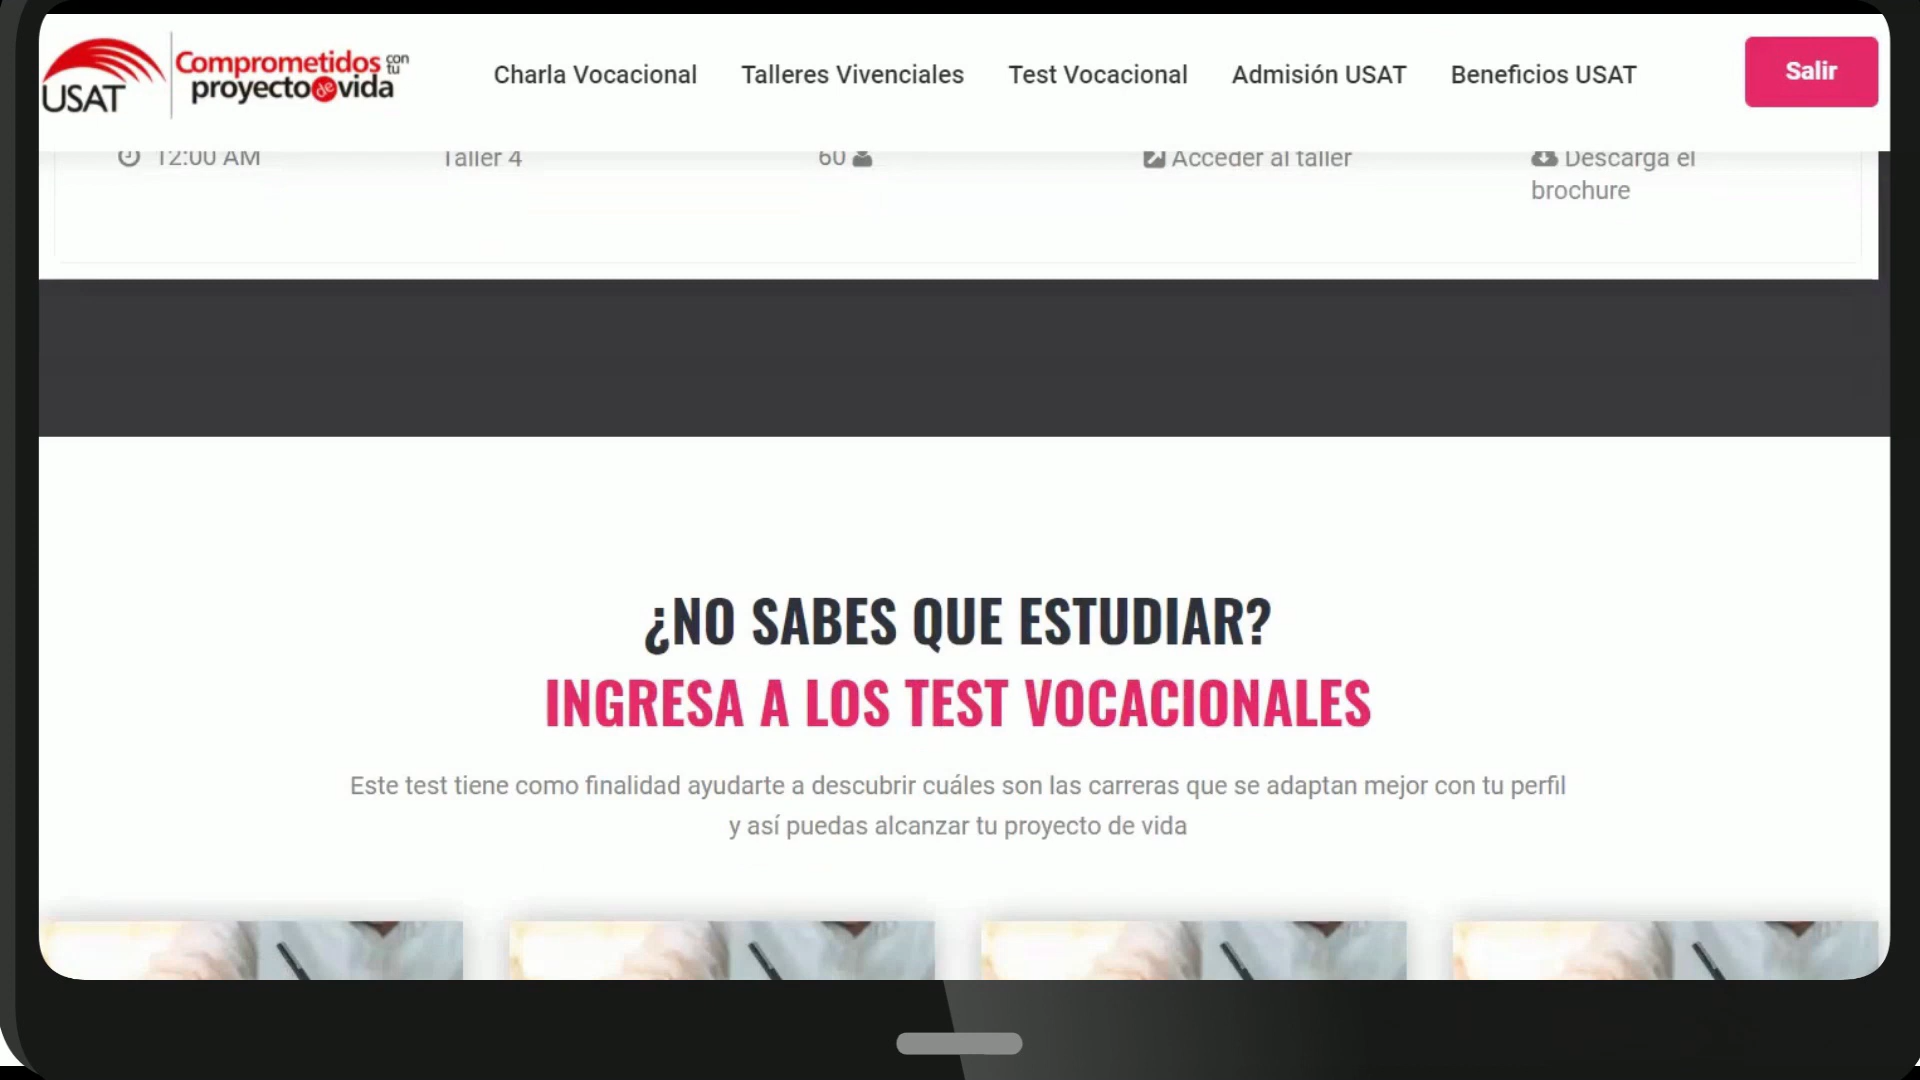 USAT
Comprometidos con tu
proyecto de vida
Charla Vocacional
Talleres Vivenciales
Test Vocacional
Admisión USAT
Beneficios USAT
Salir
12:00 AM
Taller 4
60
Acceder al taller
Descarga el
brochure
¿NO SABES QUE ESTUDIAR?
INGRESA A LOS TEST VOCACIONALES
Este test tiene como finalidad ayudarte a descubrir cuáles son las carreras que se adaptan mejor con tu perfil
y así puedas alcanzar tu proyecto de vida